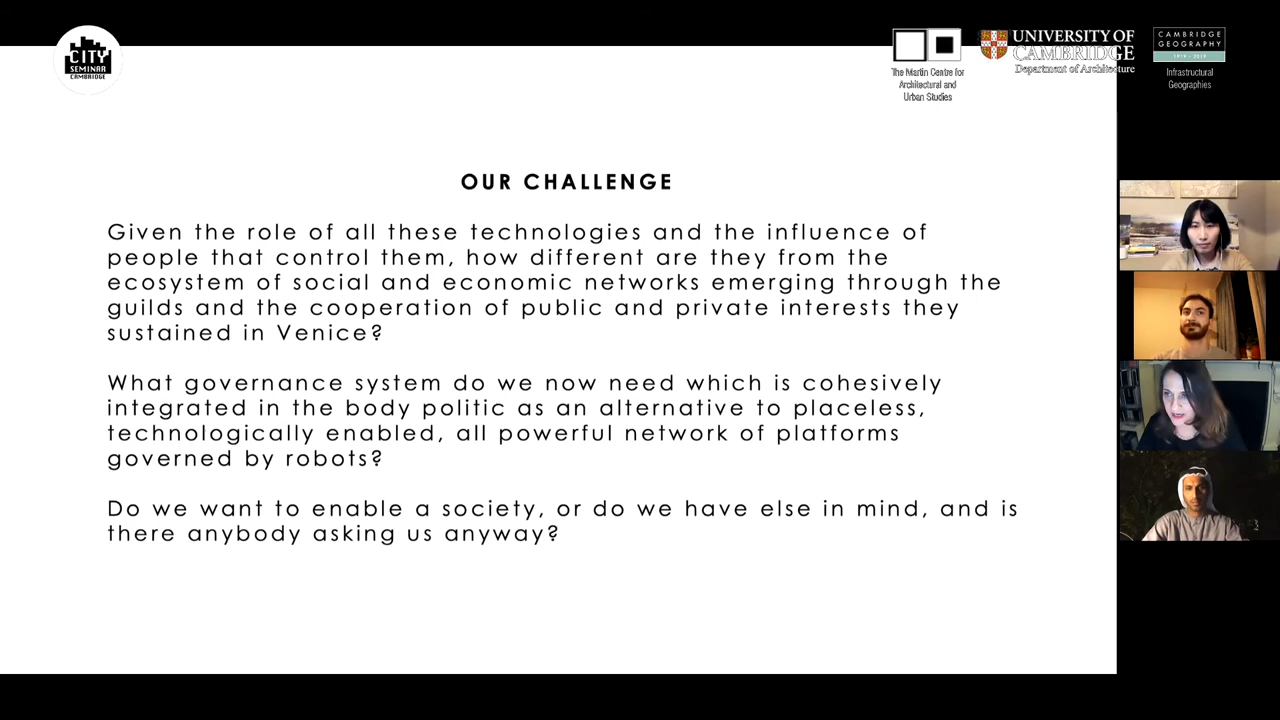 CITY
SEMINAR
CAMBRIDGE
The Martin Centre for
Architectural and
Urban Studies
UNIVERSITY OF
CAMBRIDGE
Department of Architecture
CAMBRIDGE
GEOGRAPHY
1919 - 2019
Infrastructural
Geographies
OUR CHALLENGE
Given the role of all these technologies and the influence of
people that control them, how different are they from the
ecosystem of social and economic networks emerging through the
guilds and the cooperation of public and private interests they
sustained in Venice?
What governance system do we now need which is cohesively
integrated in the body politic as an alternative to placeless,
technologically enabled, all powerful network of platforms
governed by robots?
Do we want to enable a society, or do we have else in mind, and is
there anybody asking us anyway?